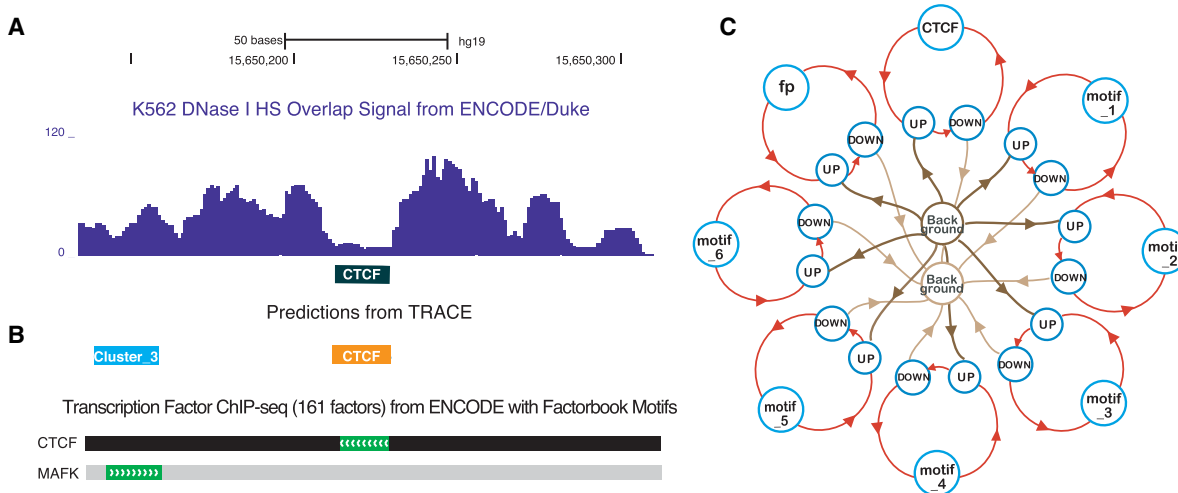 A
50 bases
hg19
15,650,200
15,650,250
15,650,300
K562 DNase I HS Overlap Signal from ENCODE/Duke
120 _
0
CTCF
Predictions from TRACE
B
Cluster_3
CTCF
Transcription Factor ChIP-seq (161 factors) from ENCODE with Factorbook Motifs
CTCF
MAFK
C
CTCF
UP
DOWN
motif
_1
UP
DOWN
motif
_2
UP
DOWN
motif
_3
UP
DOWN
motif
_4
UP
DOWN
motif
_5
UP
DOWN
motif
_6
UP
DOWN
fp
UP
DOWN
Back
ground
Back
ground